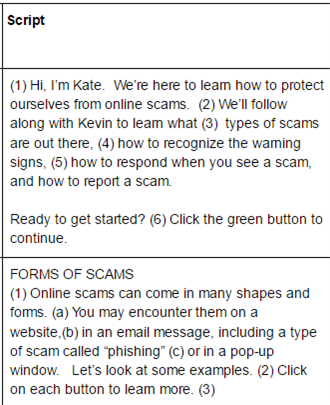 Script
(1) Hi, I'm Kate.  We're here to learn how to protect
ourselves from online scams.  (2) We'll follow
along with Kevin to learn what (3)  types of scams
are out there, (4) how to recognize the warning
signs, (5) how to respond when you see a scam,
and how to report a scam.
Ready to get started? (6) Click the green button to
continue.
FORMS OF SCAMS
(1) Online scams can come in many shapes and
forms. (a) You may encounter them on a
website,(b) in an email message, including a type
of scam called “phishing” (c) or in a pop-up
window.   Let's look at some examples. (2) Click
on each button to learn more. (3)